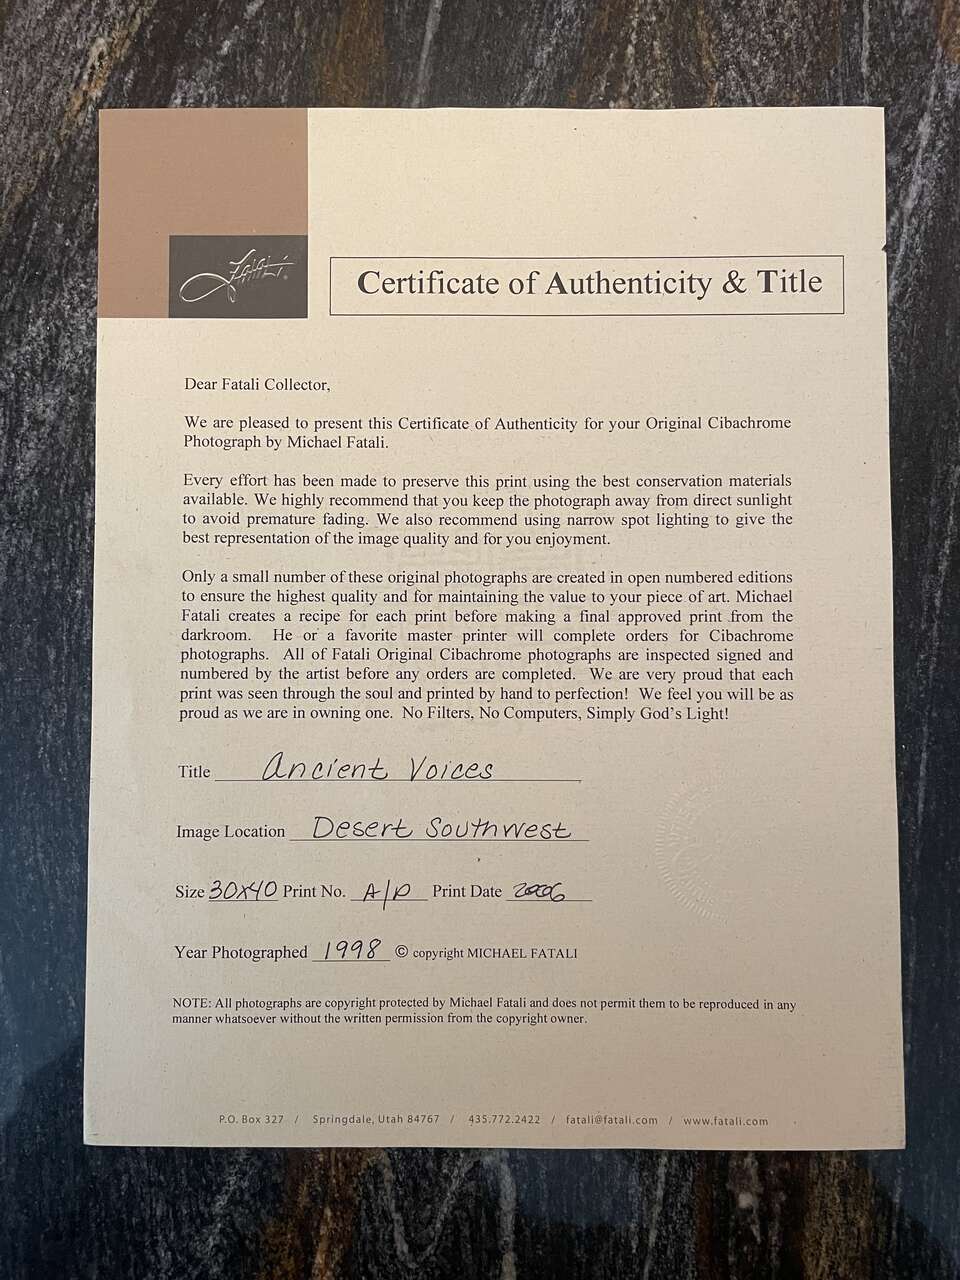 Fatali
Certificate of Authenticity & Title
Dear Fatali Collector,
We are pleased to present this Certificate of Authenticity for your Original Cibachrome
Photograph by Michael Fatali.
Every effort has been made to preserve this print using the best conservation materials
available. We highly recommend that you keep the photograph away from direct sunlight
to avoid premature fading. We also recommend using narrow spot lighting to give the
best representation of the image quality and for you enjoyment.
Only a small number of these original photographs are created in open numbered editions
to ensure the highest quality and for maintaining the value to your piece of art. Michael
Fatali creates a recipe for each print before making a final approved print from the
darkroom. He or a favorite master printer will complete orders for Cibachrome
photographs. All of Fatali Original Cibachrome photographs are inspected signed and
numbered by the artist before any orders are completed. We are very proud that each
print was seen through the soul and printed by hand to perfection! We feel you will be as
proud as we are in owning one. No Filters, No Computers, Simply God's Light!
Title Ancient Voices
Image Location Desert Southwest
Size 30x40 Print No. A/P Print Date 2006
Year Photographed 1998 © copyright MICHAEL FATALI
NOTE: All photographs are copyright protected by Michael Fatali and does not permit them to be reproduced in any
manner whatsoever without the written permission from the copyright owner.
P.O. Box 327 / Springdale, Utah 84767 / 435.772.2422 / fatali@fatali.com / www.fatali.com